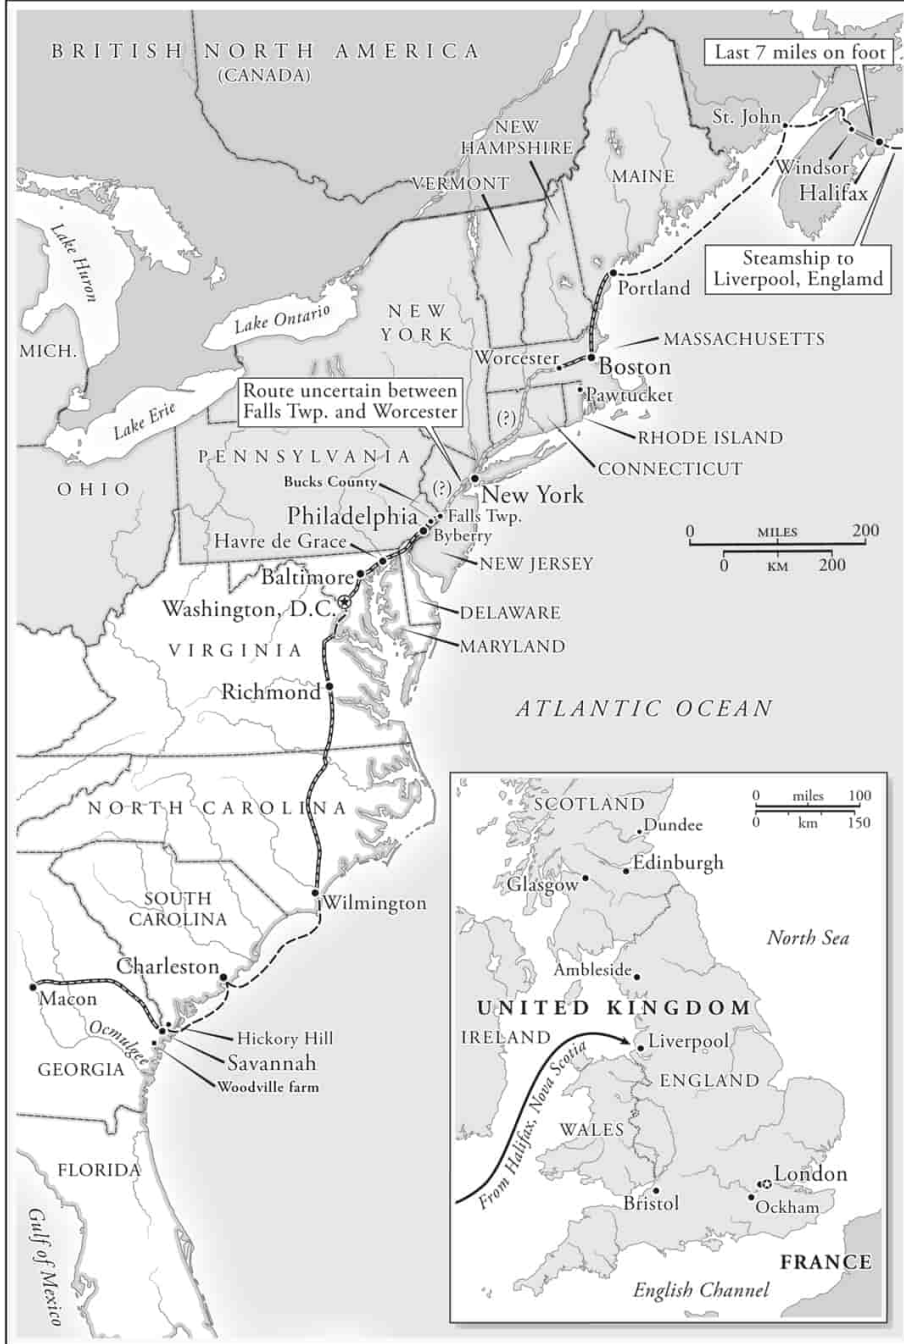 BRITISH NORTH AMERICA
(CANADA)
Last 7 miles on foot
St. John
NEW
HAMPSHIRE
VERMONT
MAINE
Windsor
Halifax
Lake Huron
Steamship to
Liverpool, Englamd
Portland
Lake Ontario
NEW
YORK
MICH.
MASSACHUSETTS
Worcester
Boston
Route uncertain between
Falls Twp. and Worcester
Pawtucket
Lake Erie
(?)
RHODE ISLAND
PENNSYLVANIA
CONNECTICUT
OHIO
Bucks County
(?)
New York
Philadelphia
Falls Twp.
Byberry
Havre de Grace
NEW JERSEY
0 MILES 200
0 KM 200
Baltimore
Washington, D.C.
DELAWARE
VIRGINIA
MARYLAND
Richmond
ATLANTIC OCEAN
NORTH CAROLINA
SOUTH
CAROLINA
Wilmington
Charleston
Macon
Ocmulgee
Hickory Hill
Savannah
GEORGIA
Woodville farm
FLORIDA
Gulf of Mexico
SCOTLAND
0 miles 100
0 km 150
Dundee
Edinburgh
Glasgow
North Sea
Ambleside
UNITED KINGDOM
IRELAND
Liverpool
From Halifax, Nova Scotia
ENGLAND
WALES
London
Bristol
Ockham
FRANCE
English Channel